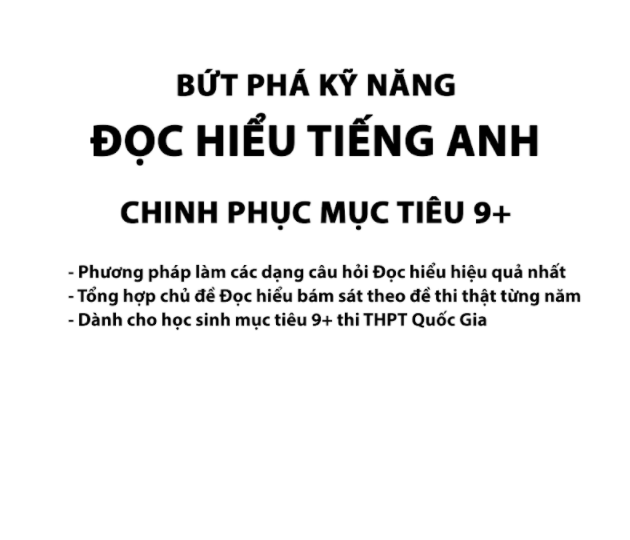 BỨT PHÁ KỸ NĂNG
ĐỌC HIỂU TIẾNG ANH
CHINH PHỤC MỤC TIÊU 9+
- Phương pháp làm các dạng câu hỏi Đọc hiểu hiệu quả nhất
- Tổng hợp chủ đề Đọc hiểu bám sát theo đề thi thật từng năm
- Dành cho học sinh mục tiêu 9+ thi THPT Quốc Gia